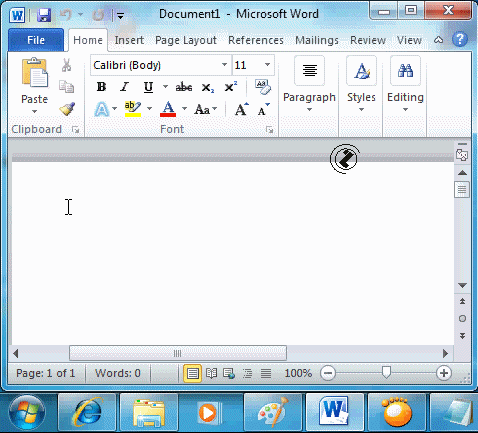 Document1 - Microsoft Word
File Home Insert Page Layout References Mailings Review View
Calibri (Body) 11
B I U abc x₂ x²
Aa A A
Paste Paragraph Styles Editing
Clipboard Font
Page: 1 of 1 Words: 0 100%